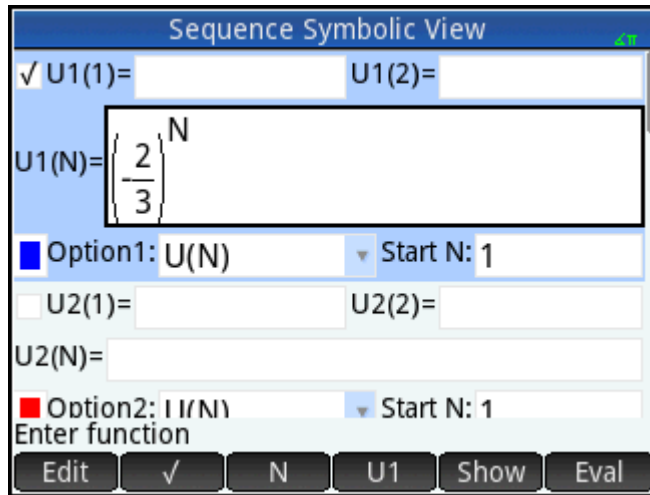 Sequence Symbolic View
∡π
√ U1(1)= U1(2)=
U1(N)= (-2/3)^N
Option1: U(N) Start N: 1
U2(1)= U2(2)=
U2(N)=
Option2: U(N) Start N: 1
Enter function
Edit √ N U1 Show Eval